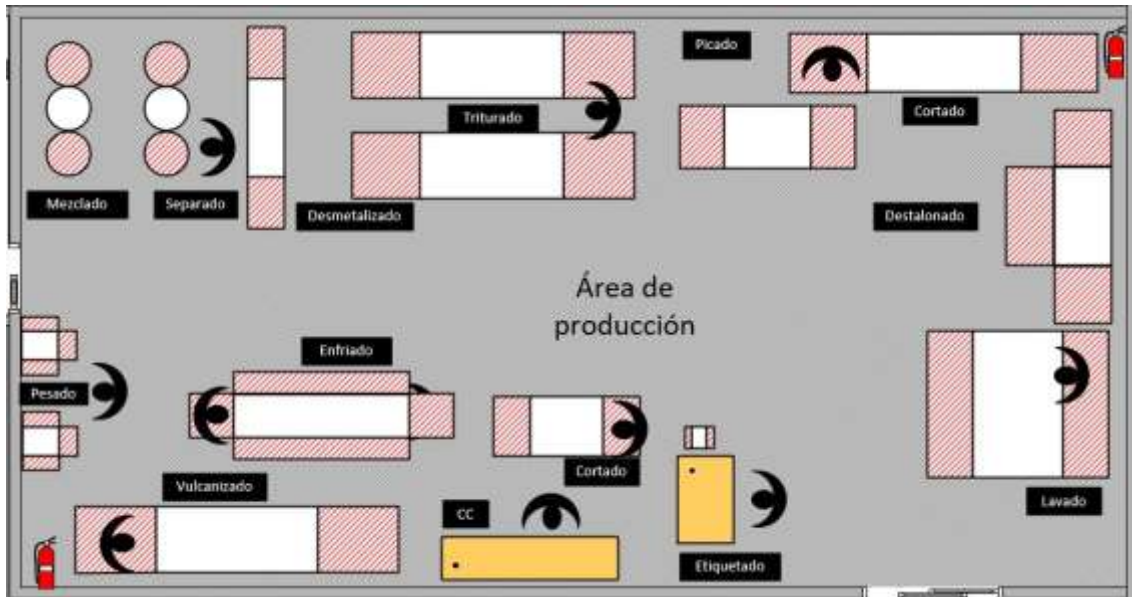 Picado
Cortado
Triturado
Mezclado
Separado
Desmetalizado
Destalonado
Área de
producción
Enfriado
Pesado
Cortado
Vulcanizado
CC
Lavado
Etiquetado